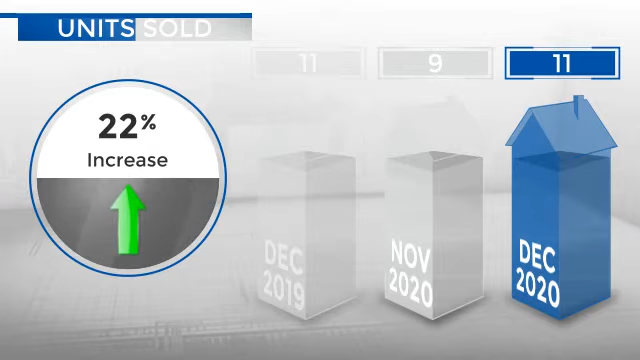 UNITS SOLD
11
9
11
22%
Increase
DEC
2019
NOV
2020
DEC
2020